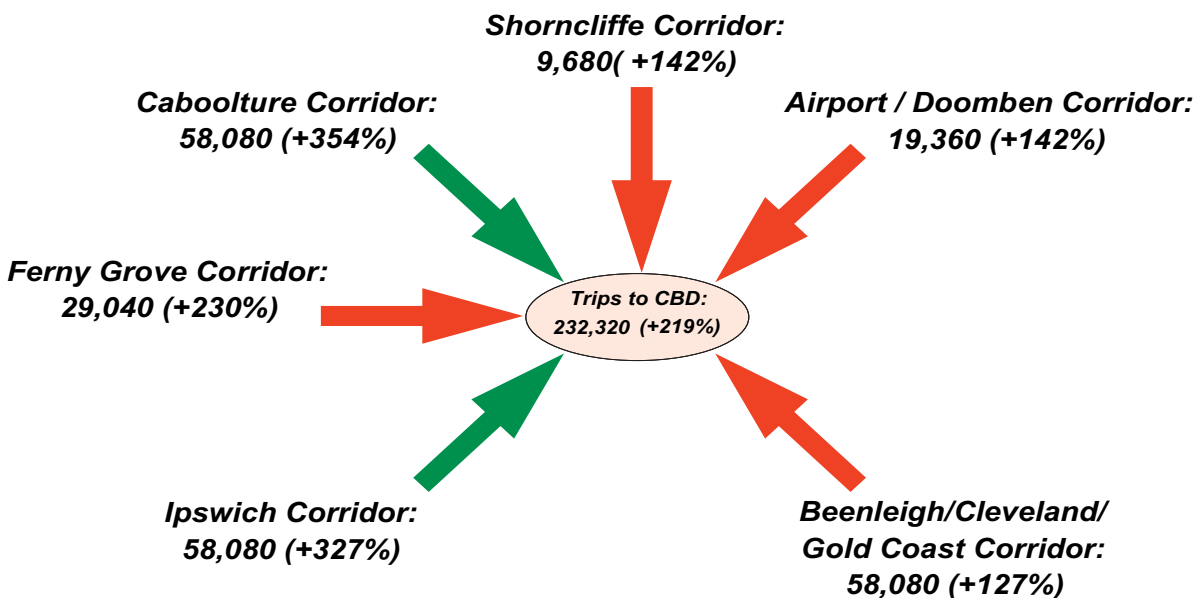 Shorncliffe Corridor:
9,680( +142%)
Caboolture Corridor:
58,080 (+354%)
Airport / Doomben Corridor:
19,360 (+142%)
Ferny Grove Corridor:
29,040 (+230%)
Trips to CBD:
232,320 (+219%)
Ipswich Corridor:
58,080 (+327%)
Beenleigh/Cleveland/
Gold Coast Corridor:
58,080 (+127%)